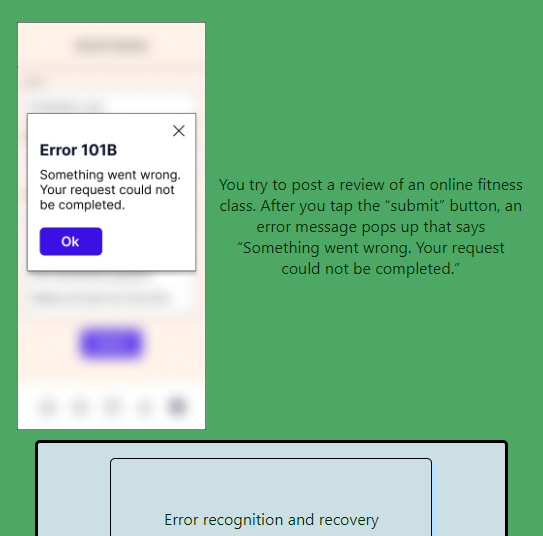 Error 101B
Something went wrong.
Your request could not
be completed.
Ok
You try to post a review of an online fitness
class. After you tap the “submit” button, an
error message pops up that says
“Something went wrong. Your request
could not be completed.”
Error recognition and recovery